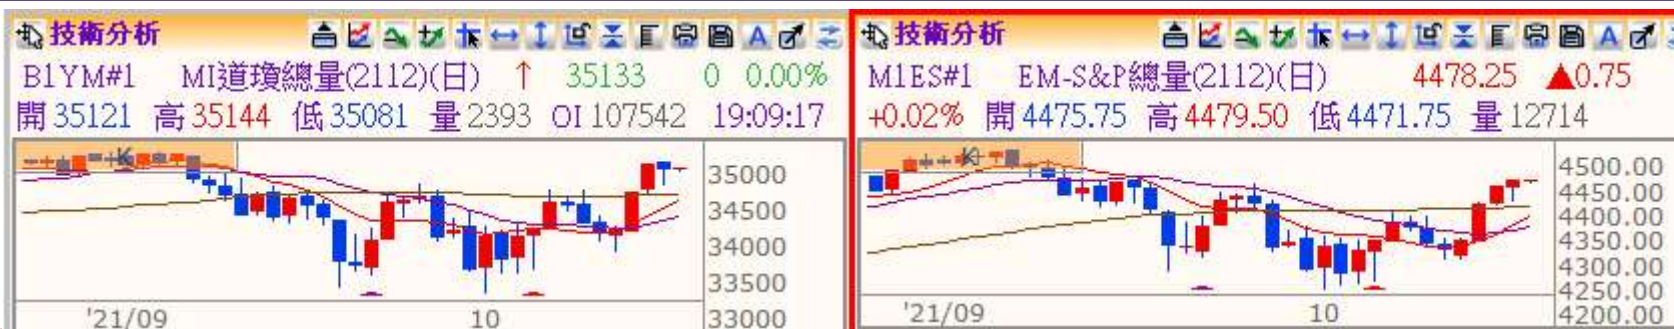 技術分析
B1YM#1 MI道瓊總量(2112)(日) ↑ 35133 0 0.00%
開 35121 高 35144 低 35081 量 2393 OI 107542 19:09:17
K
35000
34500
34000
33500
33000
'21/09 10
技術分析
M1ES#1 EM-S&P總量(2112)(日) 4478.25 ▲0.75
+0.02% 開 4475.75 高 4479.50 低 4471.75 量 12714
K
4500.00
4450.00
4400.00
4350.00
4300.00
4250.00
4200.00
'21/09 10